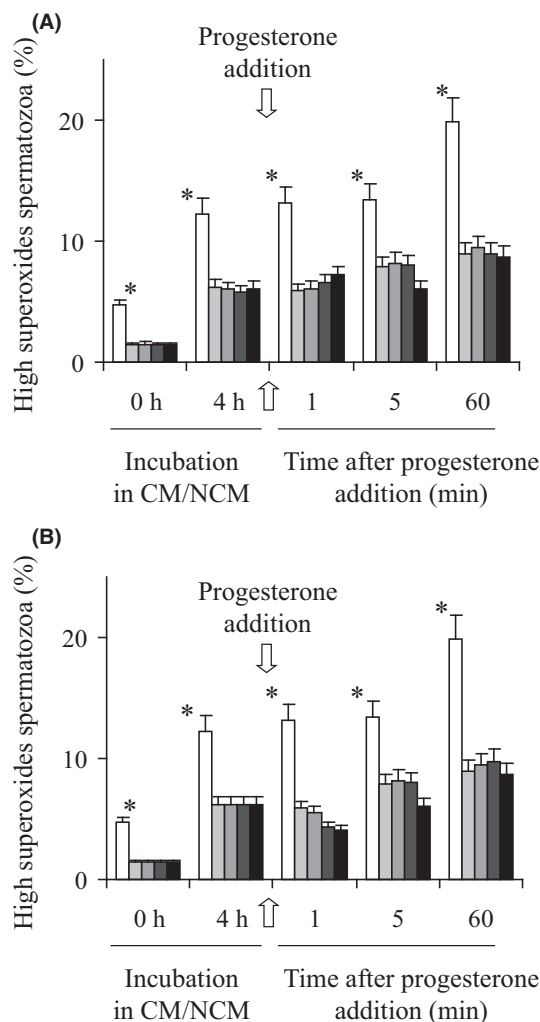 (A)
Progesterone
addition
High superoxides spermatozoa (%)
20
10
0
*
*
*
*
*
0 h
4 h
1
5
60
Incubation
in CM/NCM
Time after progesterone
addition (min)
(B)
Progesterone
addition
High superoxides spermatozoa (%)
20
10
0
*
*
*
*
*
0 h
4 h
1
5
60
Incubation
in CM/NCM
Time after progesterone
addition (min)